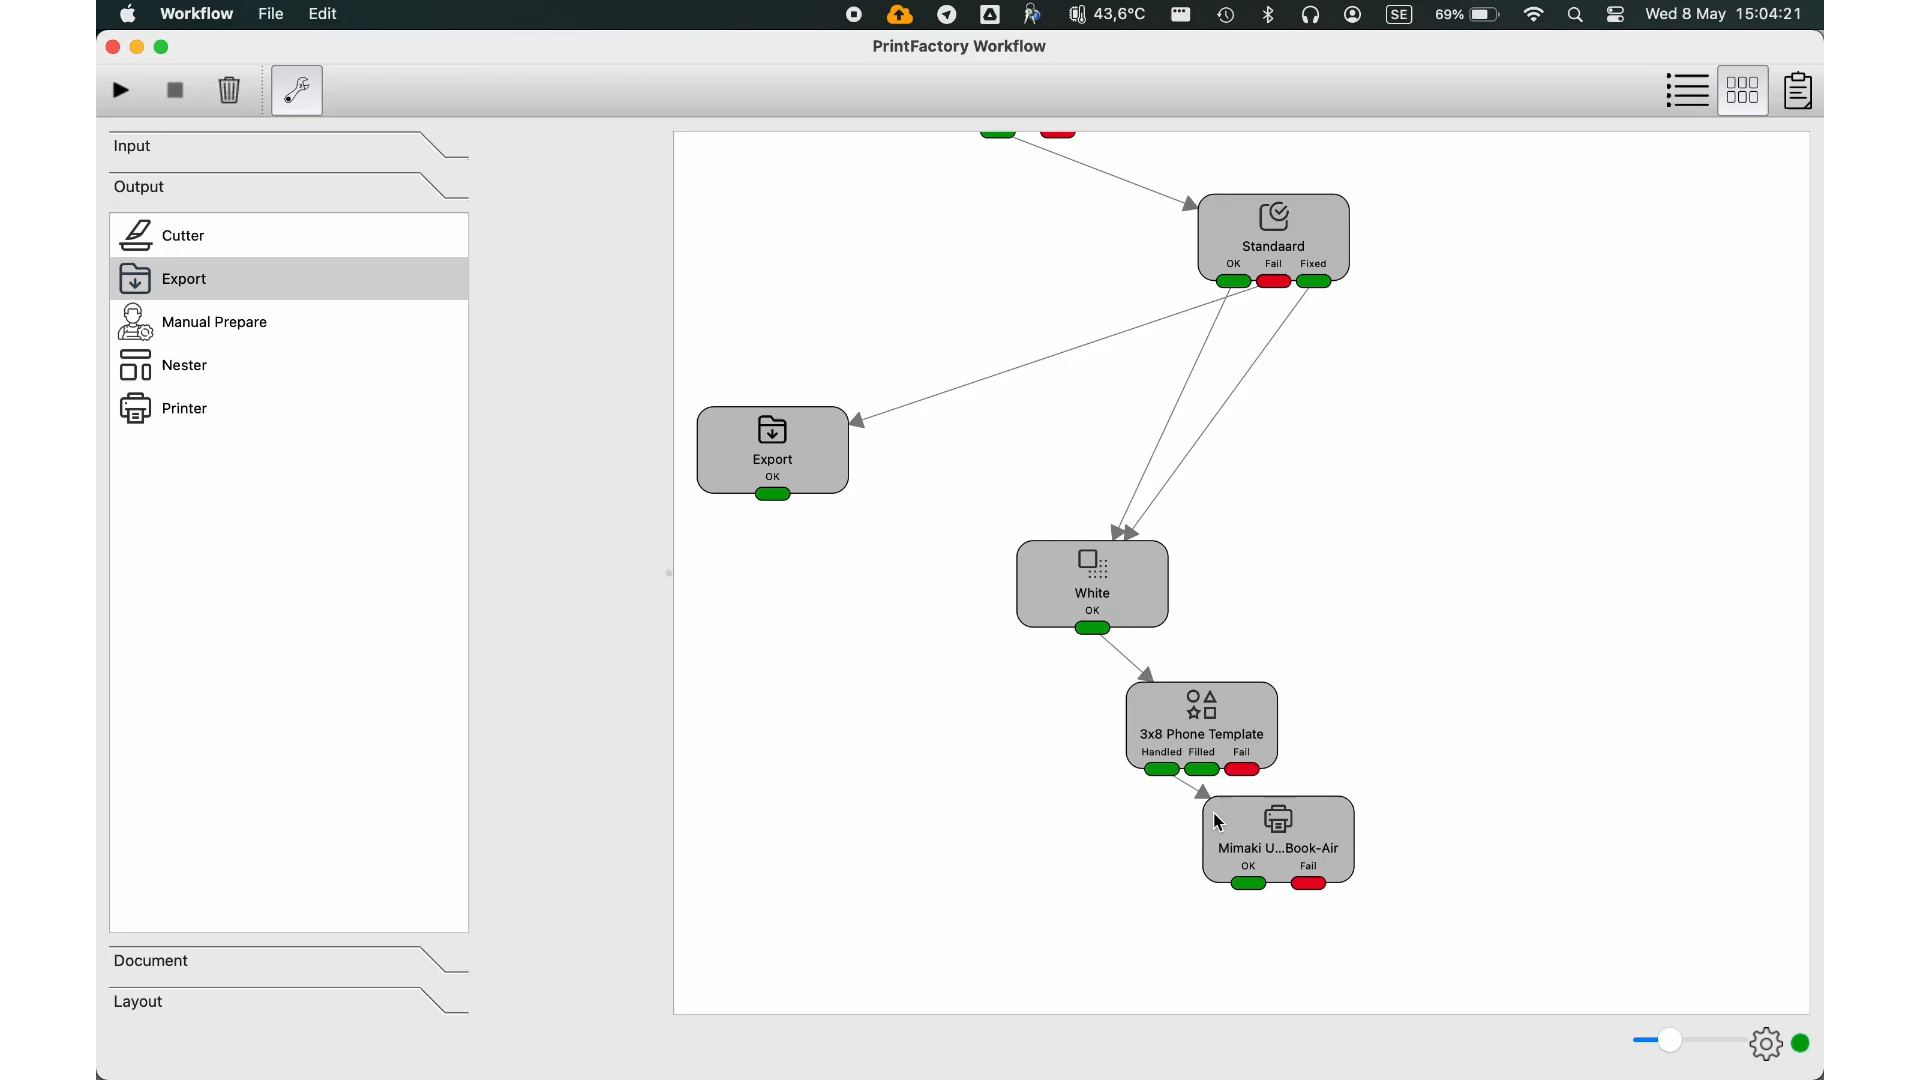 Workflow File Edit 43,6°C SE 69% Wed 8 May 15:04:21
PrintFactory Workflow
Input
Output
Cutter
Export
Manual Prepare
Nester
Printer
Document
Layout
Standaard
OK Fail Fixed
Export
OK
White
OK
3x8 Phone Template
Handled Filled Fail
Mimaki U...Book-Air
OK Fail